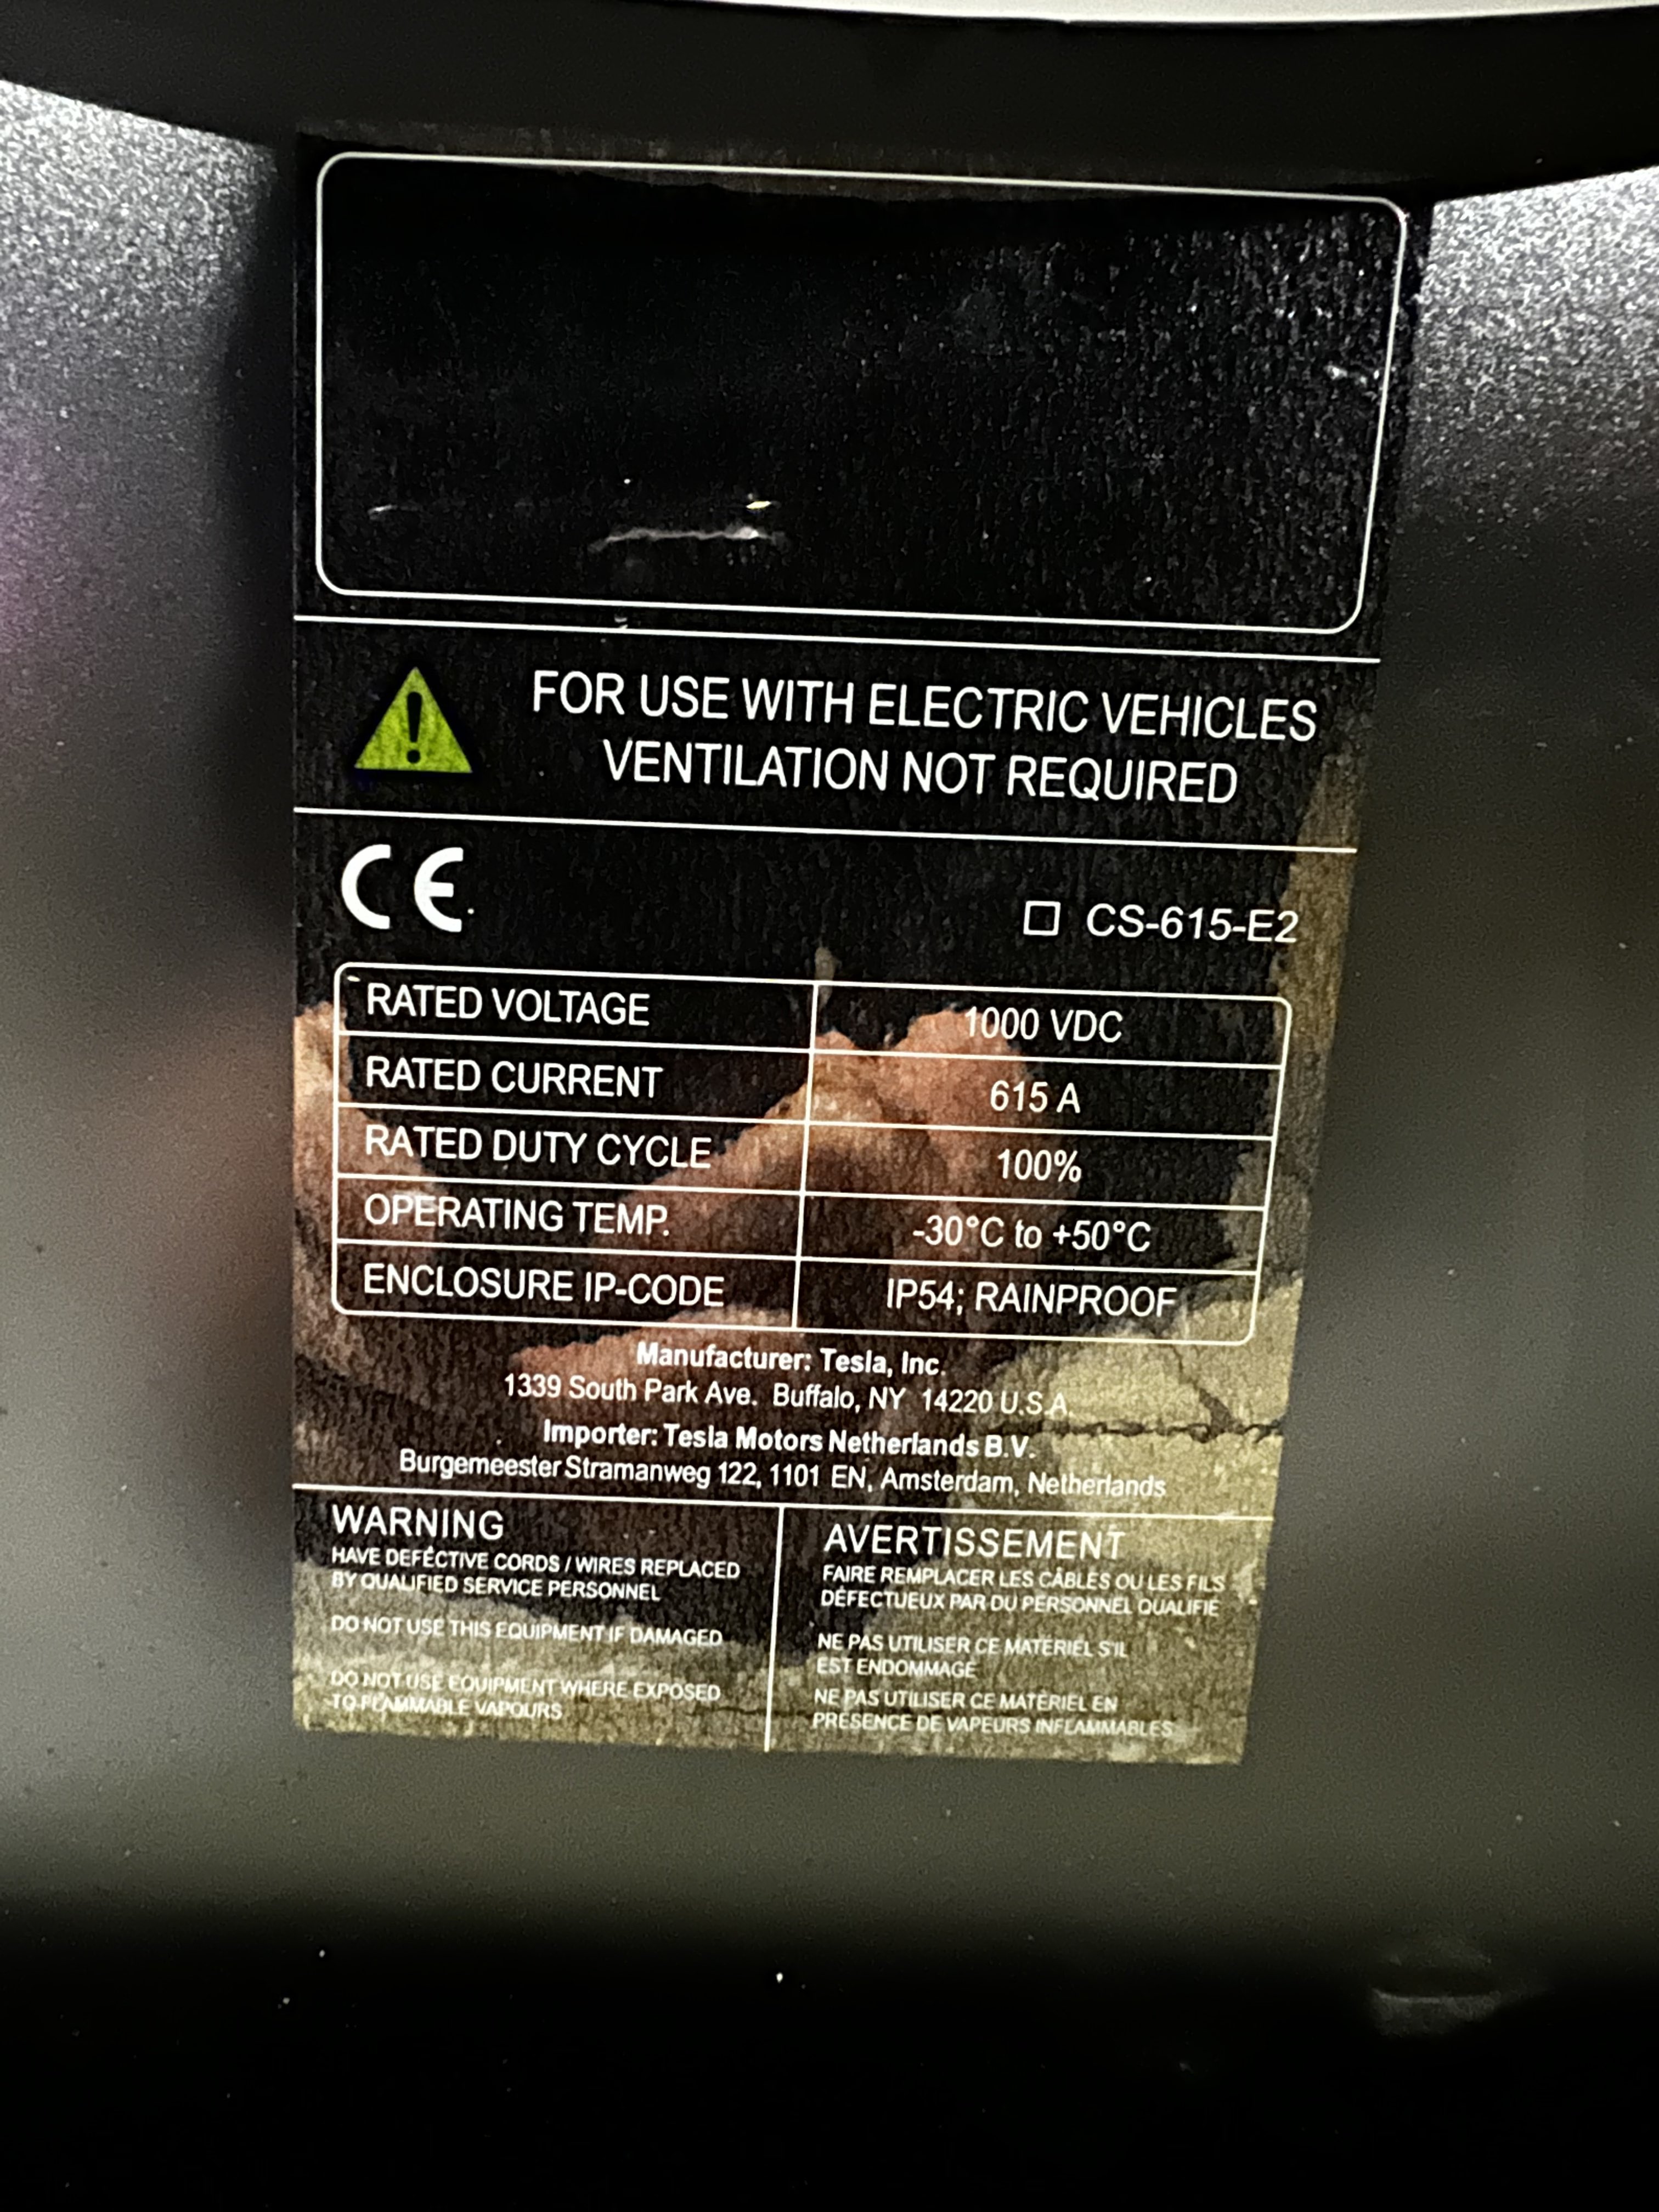 FOR USE WITH ELECTRIC VEHICLES
VENTILATION NOT REQUIRED
CE
☐ CS-615-E2
RATED VOLTAGE 1000 VDC
RATED CURRENT 615 A
RATED DUTY CYCLE 100%
OPERATING TEMP. -30°C to +50°C
ENCLOSURE IP-CODE IP54; RAINPROOF
Manufacturer: Tesla, Inc.
1339 South Park Ave. Buffalo, NY 14220 U.S.A
Importer: Tesla Motors Netherlands B.V.
Burgemeester Stramanweg 122, 1101 EN, Amsterdam, Netherlands
WARNING
HAVE DEFECTIVE CORDS / WIRES REPLACED
BY QUALIFIED SERVICE PERSONNEL
DO NOT USE THIS EQUIPMENT IF DAMAGED
DO NOT USE EQUIPMENT WHERE EXPOSED
TO FLAMMABLE VAPOURS
AVERTISSEMENT
FAIRE REMPLACER LES CÂBLES OU LES FILS
DÉFECTUEUX PAR DU PERSONNEL QUALIFIÉ
NE PAS UTILISER CE MATÉRIEL S'IL
EST ENDOMMAGÉ
NE PAS UTILISER CE MATÉRIEL EN
PRÉSENCE DE VAPEURS INFLAMMABLES